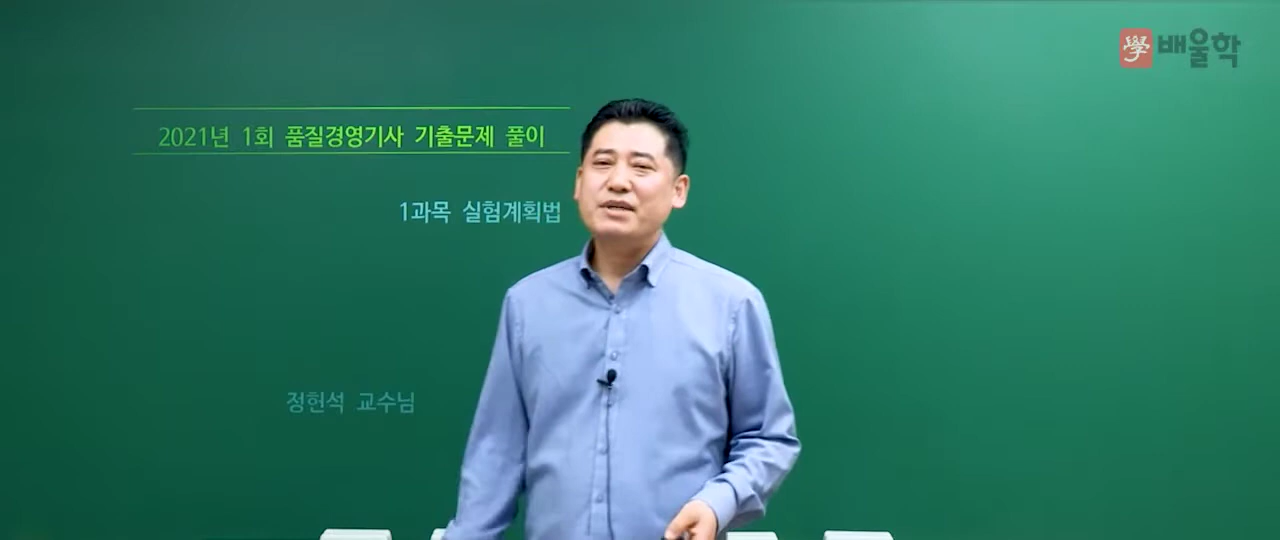 學 배울학
2021년 1회 품질경영기사 기출문제 풀이
1과목 실험계획법
정현석 교수님